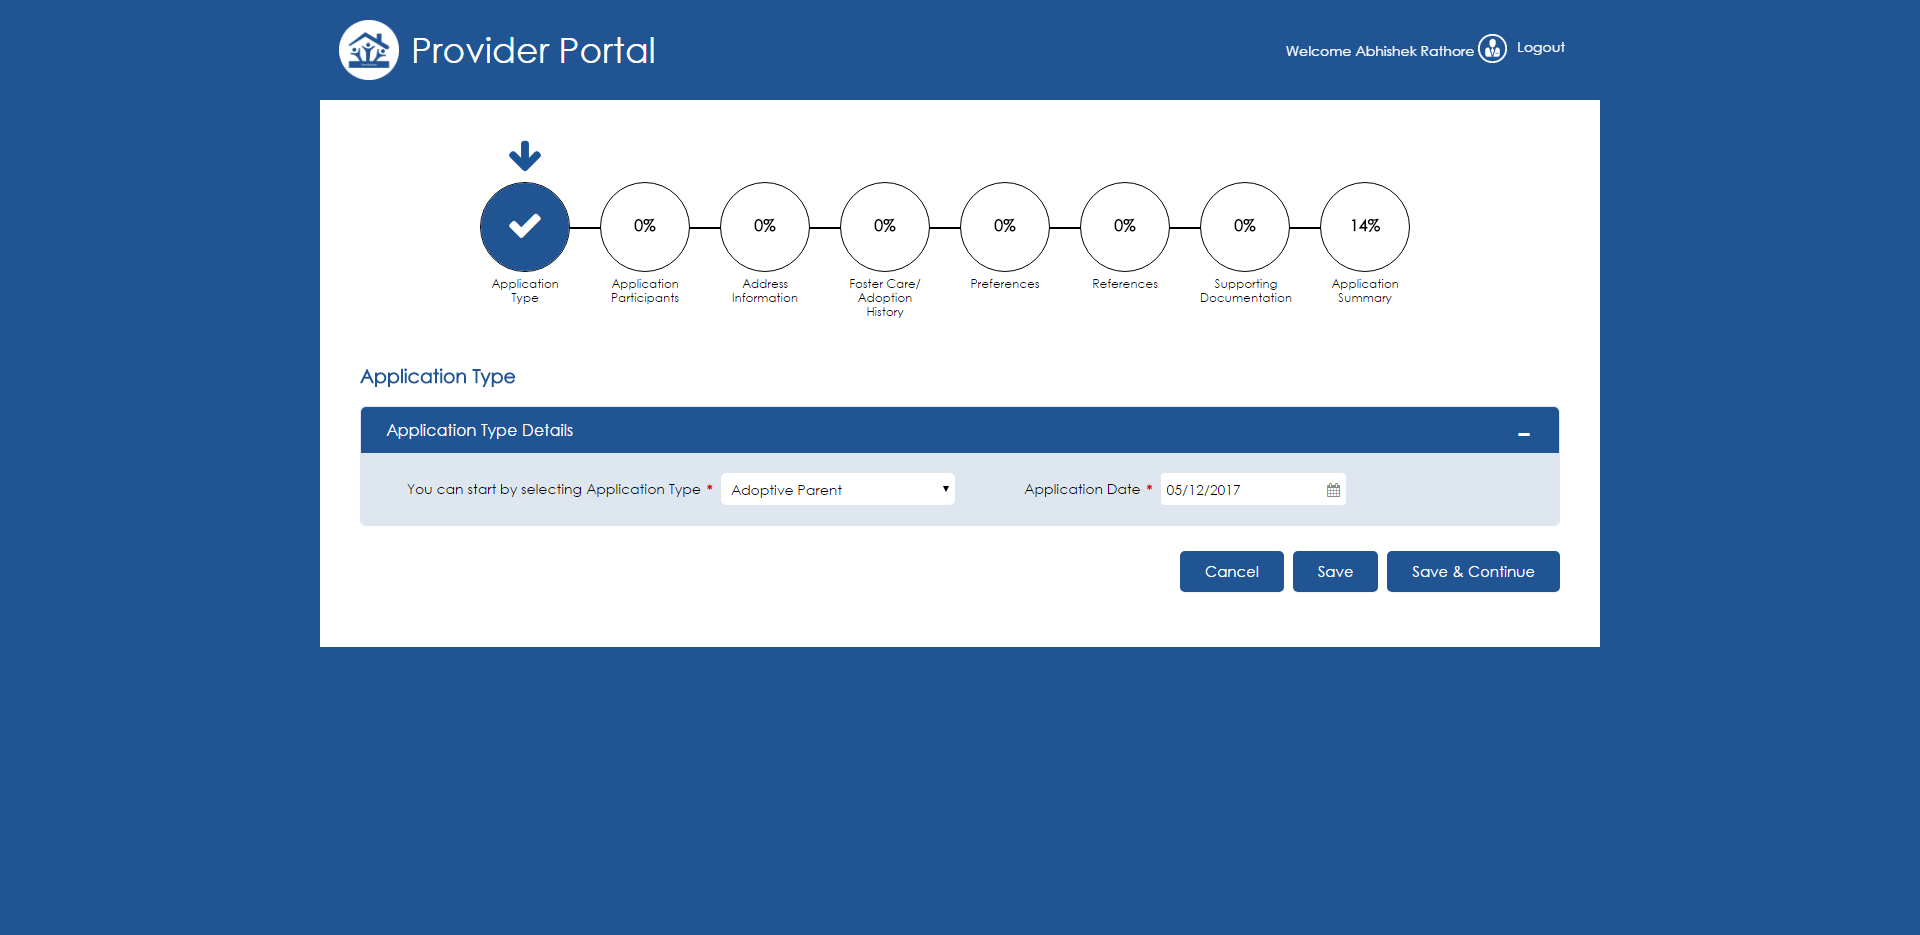 Provider Portal
Welcome Abhishek Rathore
Logout
0%
0%
0%
0%
0%
0%
14%
Application
Type
Application
Participants
Address
Information
Foster Care/
Adoption
History
Preferences
References
Supporting
Documentation
Application
Summary
Application Type
Application Type Details
You can start by selecting Application Type *
Adoptive Parent
Application Date *
05/12/2017
Cancel
Save
Save & Continue